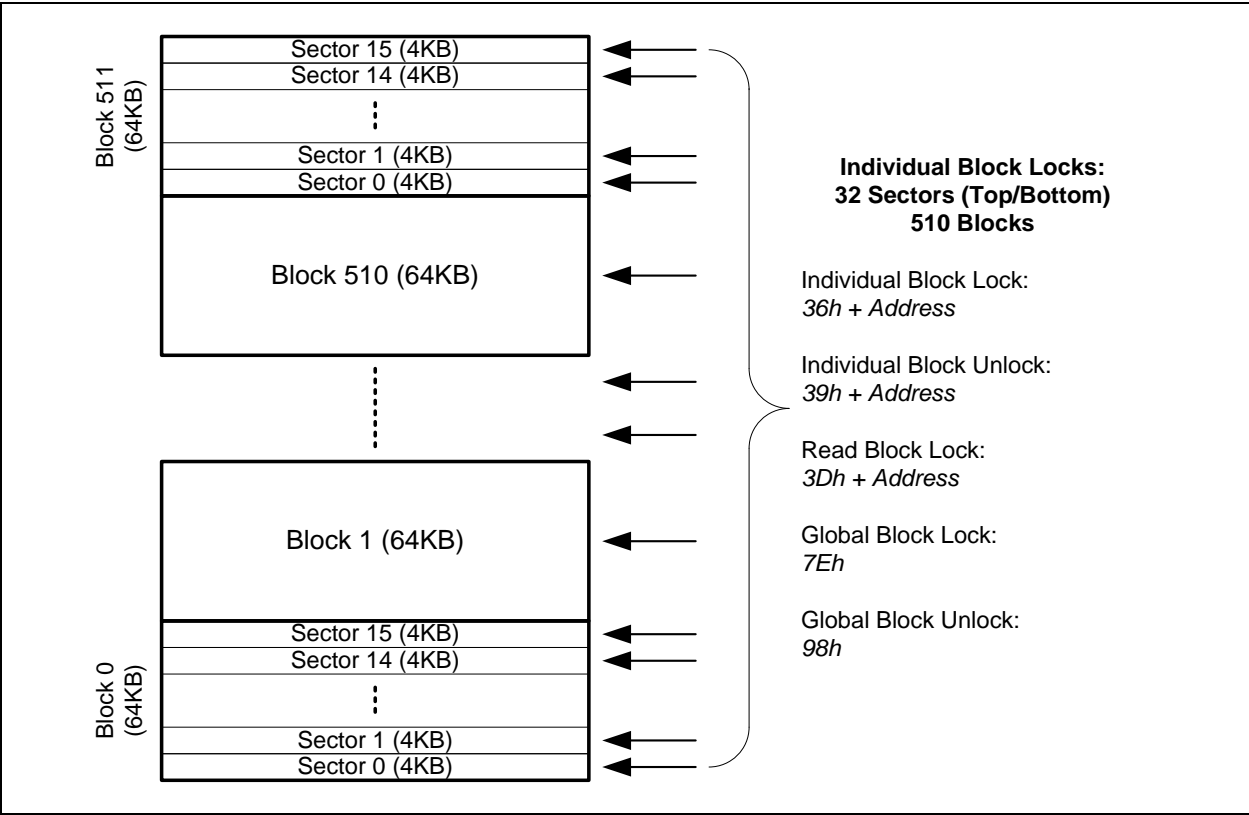 Block 511
(64KB)
Sector 15 (4KB)
Sector 14 (4KB)
Sector 1 (4KB)
Sector 0 (4KB)
Block 510 (64KB)
Block 1 (64KB)
Block 0
(64KB)
Sector 15 (4KB)
Sector 14 (4KB)
Sector 1 (4KB)
Sector 0 (4KB)
Individual Block Locks:
32 Sectors (Top/Bottom)
510 Blocks
Individual Block Lock:
36h + Address
Individual Block Unlock:
39h + Address
Read Block Lock:
3Dh + Address
Global Block Lock:
7Eh
Global Block Unlock:
98h